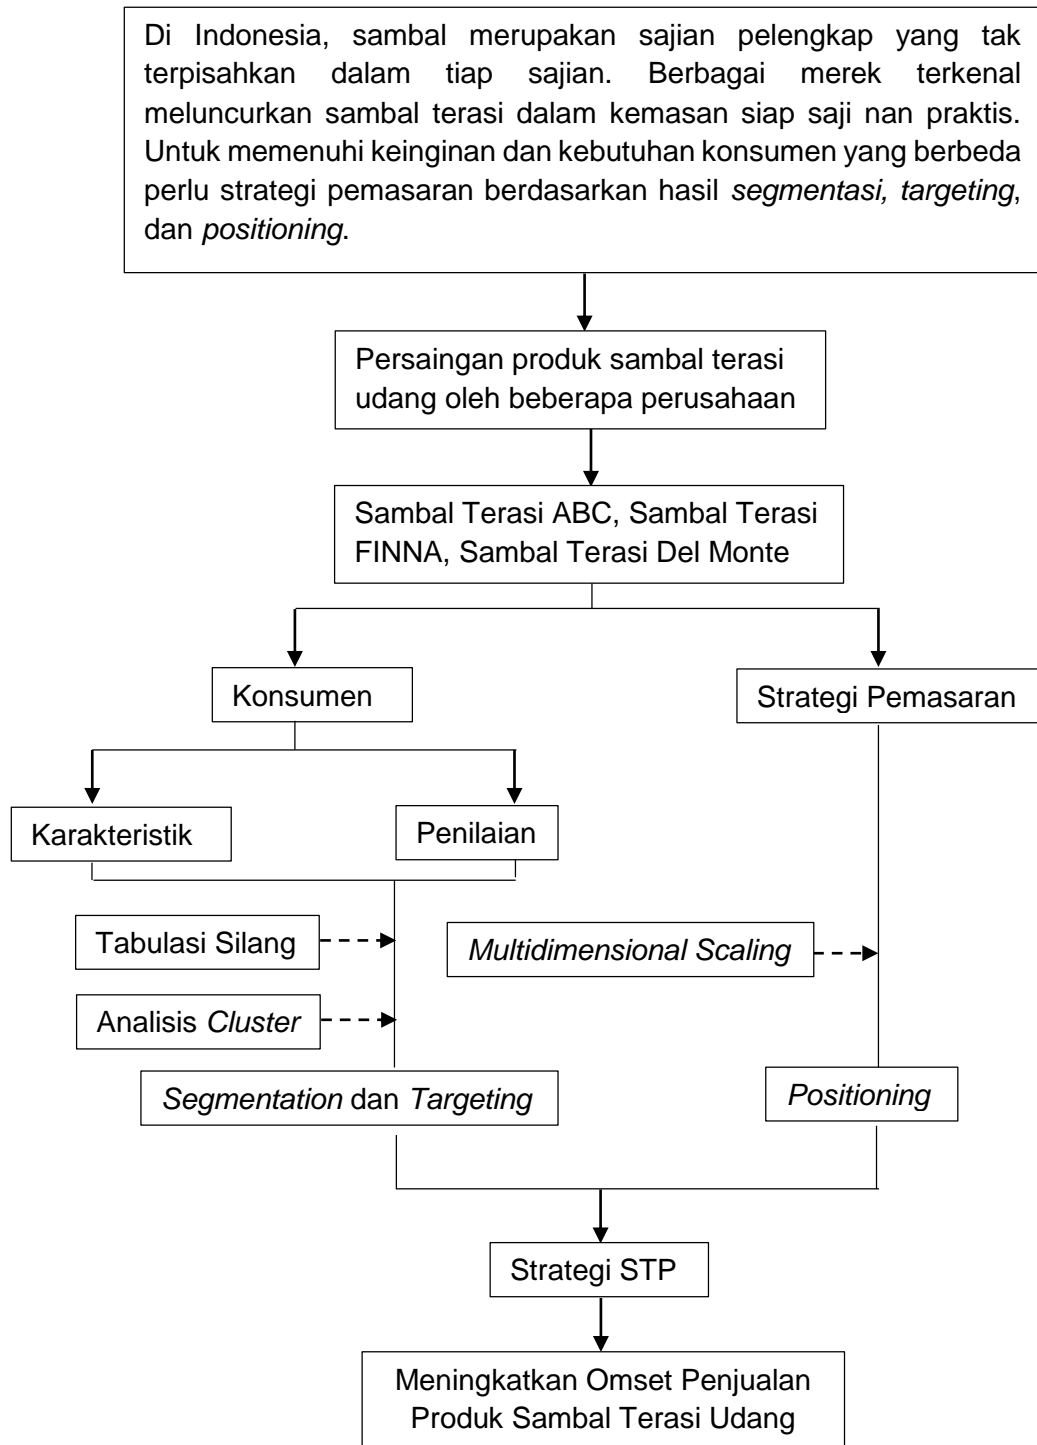 Di Indonesia, sambal merupakan sajian pelengkap yang tak
terpisahkan dalam tiap sajian. Berbagai merek terkenal
meluncurkan sambal terasi dalam kemasan siap saji nan praktis.
Untuk memenuhi keinginan dan kebutuhan konsumen yang berbeda
perlu strategi pemasaran berdasarkan hasil segmentasi, targeting,
dan positioning.
Persaingan produk sambal terasi
udang oleh beberapa perusahaan
Sambal Terasi ABC, Sambal Terasi
FINNA, Sambal Terasi Del Monte
Konsumen
Strategi Pemasaran
Karakteristik
Penilaian
Tabulasi Silang
Multidimensional Scaling
Analisis Cluster
Segmentation dan Targeting
Positioning
Strategi STP
Meningkatkan Omset Penjualan
Produk Sambal Terasi Udang